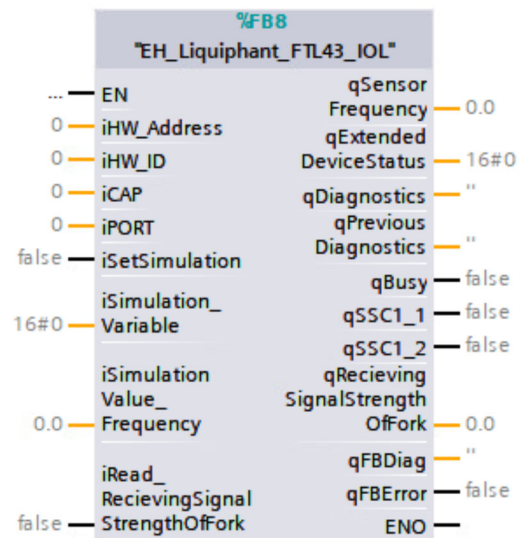 %FB8
"EH_Liquiphant_FTL43_IOL"
... EN
0 iHW_Address
0 iHW_ID
0 iCAP
0 iPORT
false iSetSimulation
iSimulation_
16#0 Variable
iSimulation
Value_
0.0 Frequency
iRead_
RecievingSignal
false StrengthOfFork
qSensor
Frequency 0.0
qExtended
DeviceStatus 16#0
qDiagnostics ''
qPrevious
Diagnostics ''
qBusy false
qSSC1_1 false
qSSC1_2 false
qRecieving
SignalStrength
OfFork 0.0
qFBDiag ''
qFBError false
ENO